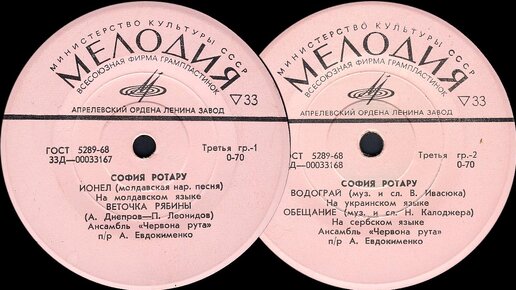 МИНИСТЕРСТВО КУЛЬТУРЫ СССР
МЕЛОДИЯ
ВСЕСОЮЗНАЯ ФИРМА ГРАМПЛАСТИНОК
▽33
АПРЕЛЕВСКИЙ ОРДЕНА ЛЕНИНА ЗАВОД
ГОСТ 5289-68
33Д—00033167
Третья гр.-1
0-70
СОФИЯ РОТАРУ
ИОНЕЛ (молдавская нар. песня)
На молдавском языке
ВЕТОЧКА РЯБИНЫ
(А. Днепров—П. Леонидов)
Ансамбль «Червона рута»
п/р А. Евдокименко
МИНИСТЕРСТВО КУЛЬТУРЫ СССР
МЕЛОДИЯ
ВСЕСОЮЗНАЯ ФИРМА ГРАМПЛАСТИНОК
▽33
АПРЕЛЕВСКИЙ ОРДЕНА ЛЕНИНА ЗАВОД
ГОСТ 5289-68
33Д—00033168
Третья гр.-2
0-70
СОФИЯ РОТАРУ
ВОДОГРАЙ (муз. и сл. В. Ивасюка)
На украинском языке
ОБЕЩАНИЕ (муз. и сл. Н. Калоджера)
На сербском языке
Ансамбль «Червона рута»
п/р А. Евдокименко